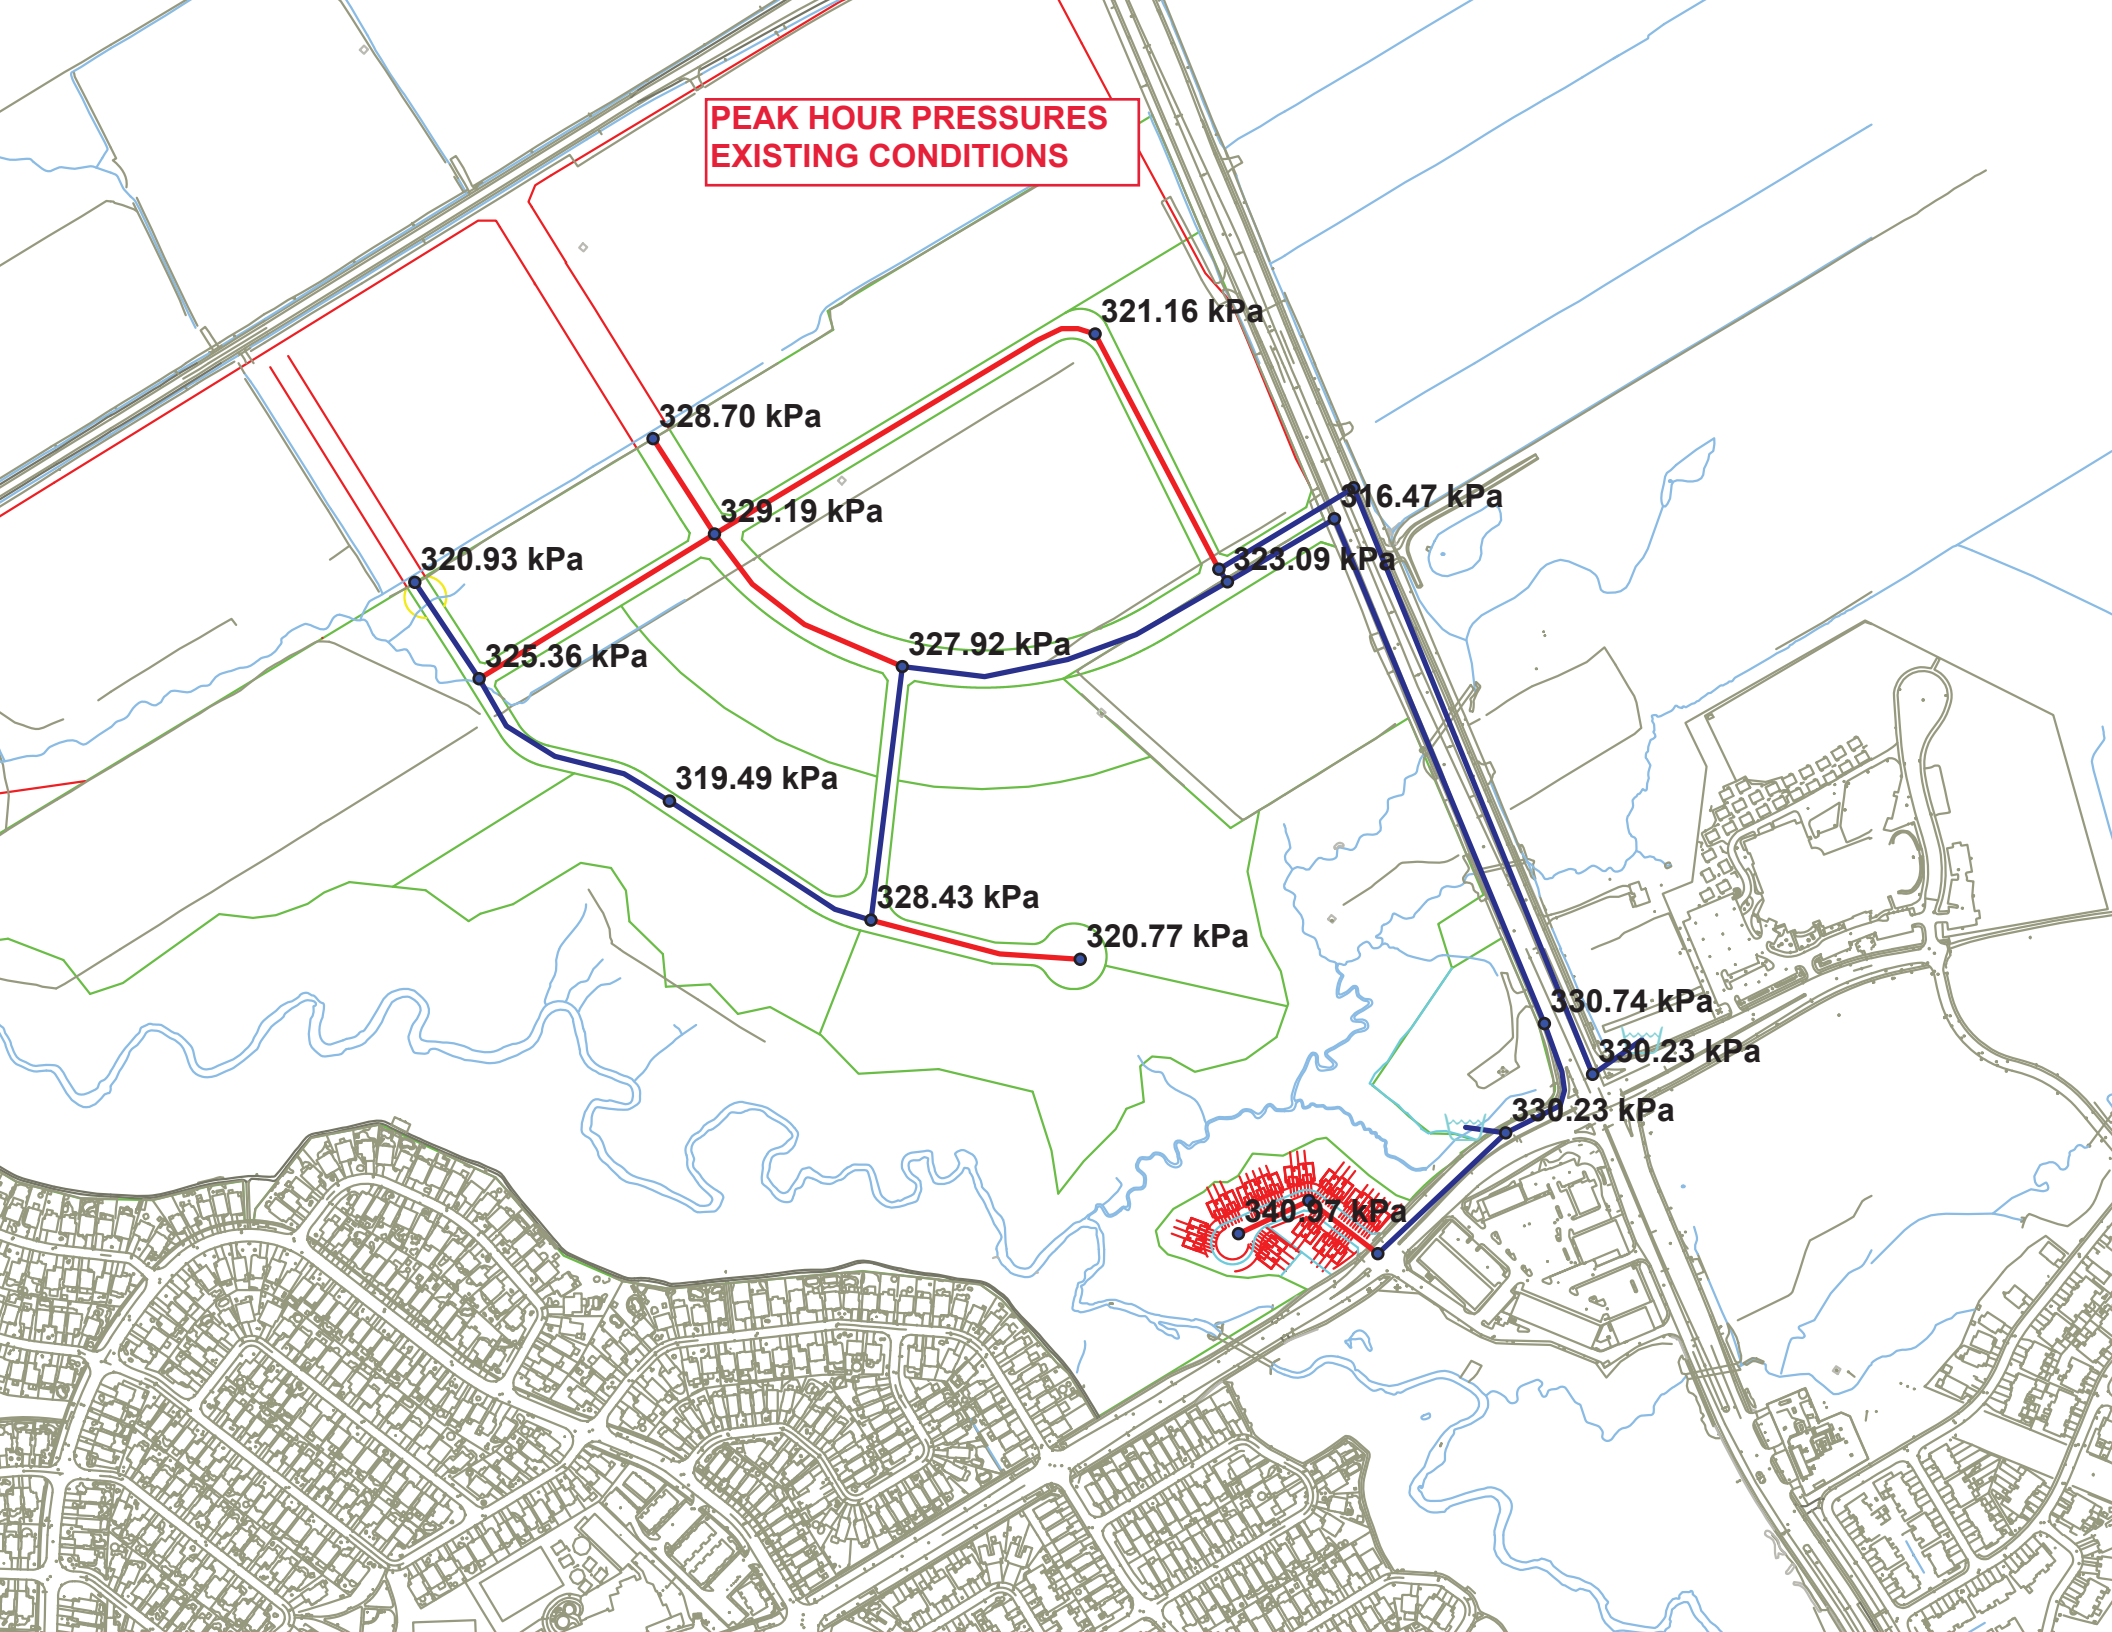 PEAK HOUR PRESSURES
EXISTING CONDITIONS
321.16 kPa
328.70 kPa
316.47 kPa
329.19 kPa
320.93 kPa
323.09 kPa
327.92 kPa
325.36 kPa
319.49 kPa
328.43 kPa
320.77 kPa
330.74 kPa
330.23 kPa
330.23 kPa
340.97 kPa